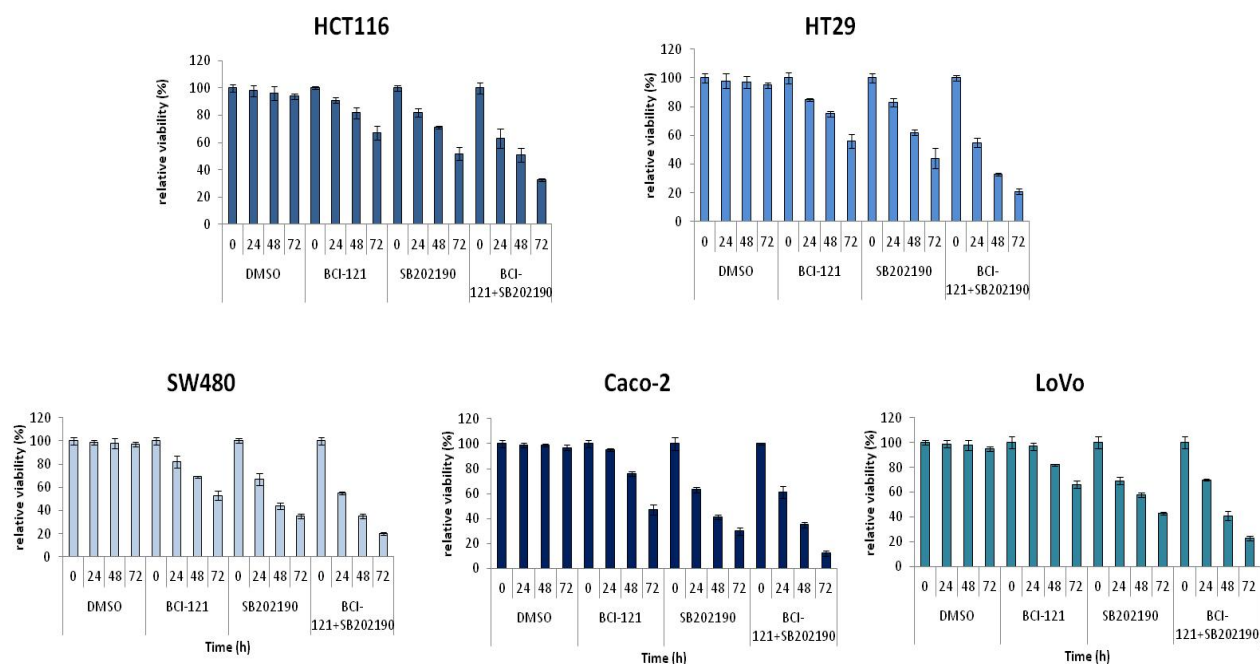 HCT116
relative viability (%)
120
100
80
60
40
20
0
0 24 48 72 0 24 48 72 0 24 48 72 0 24 48 72
DMSO BCI-121 SB202190 BCI-
121+SB202190
HT29
relative viability (%)
120
100
80
60
40
20
0
0 24 48 72 0 24 48 72 0 24 48 72 0 24 48 72
DMSO BCI-121 SB202190 BCI-
121+SB202190
SW480
relative viability (%)
120
100
80
60
40
20
0
0 24 48 72 0 24 48 72 0 24 48 72 0 24 48 72
DMSO BCI-121 SB202190 BCI-
121+SB202190
Time (h)
Caco-2
relative viability (%)
120
100
80
60
40
20
0
0 24 48 72 0 24 48 72 0 24 48 72 0 24 48 72
DMSO BCI-121 SB202190 BCI-
121+SB202190
Time (h)
LoVo
relative viability (%)
120
100
80
60
40
20
0
0 24 48 72 0 24 48 72 0 24 48 72 0 24 48 72
DMSO BCI-121 SB202190 BCI-
121+SB202190
Time (h)